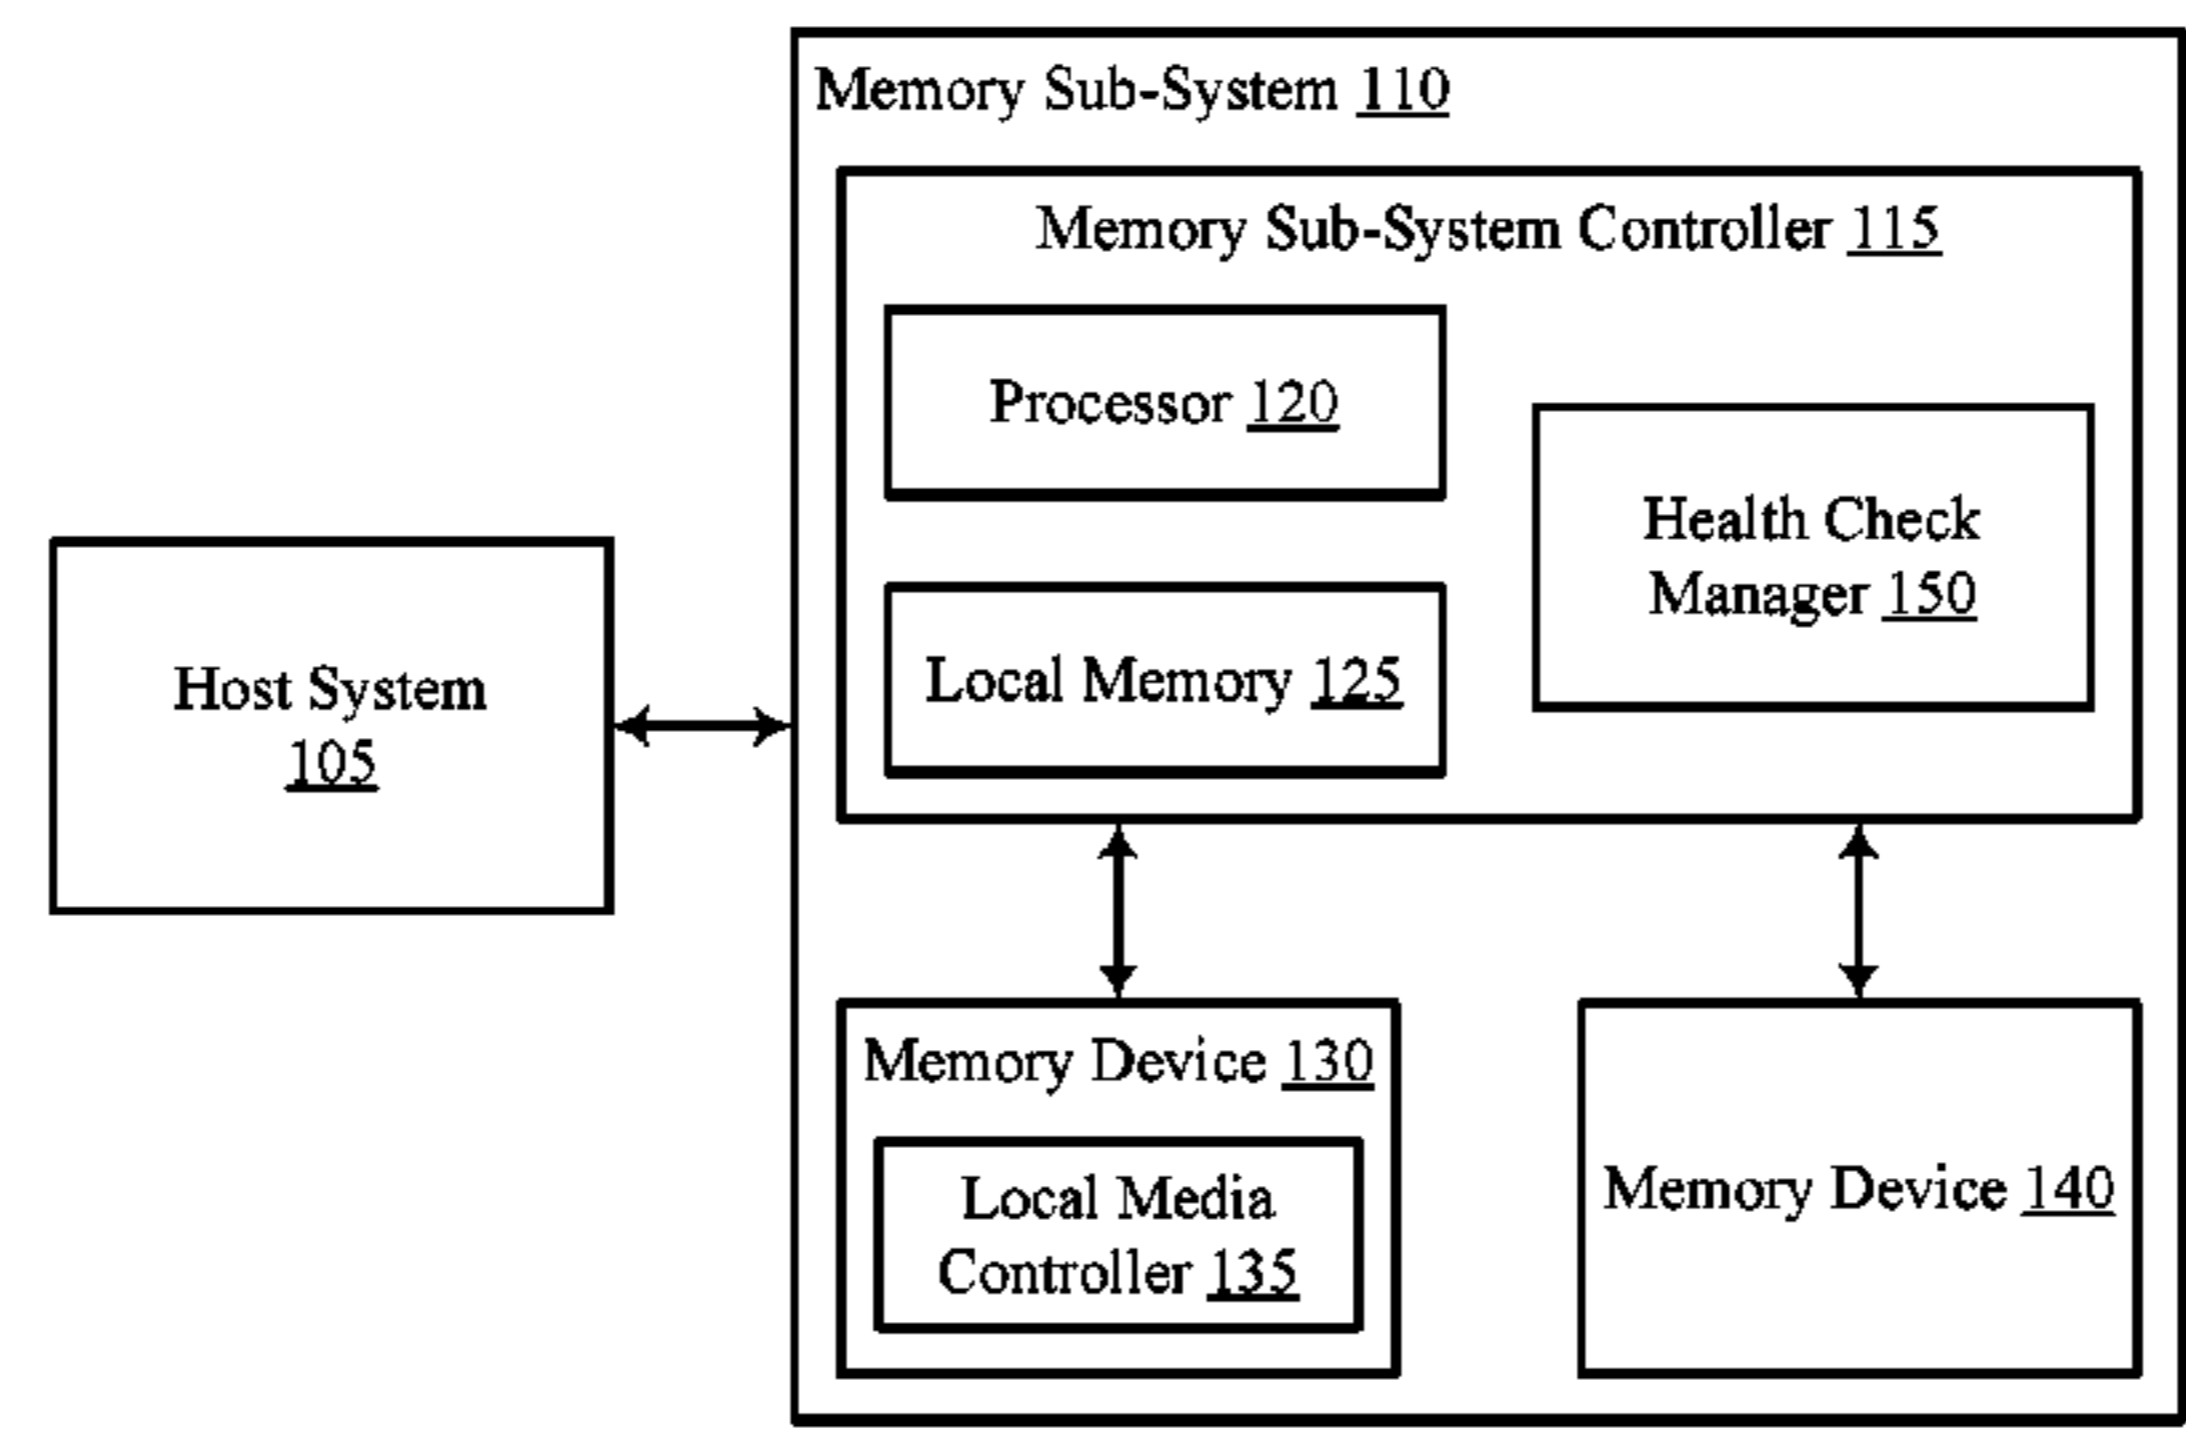 Memory Sub-System 110
Memory Sub-System Controller 115
Processor 120
Health Check
Manager 150
Local Memory 125
Host System
105
Memory Device 130
Local Media
Controller 135
Memory Device 140